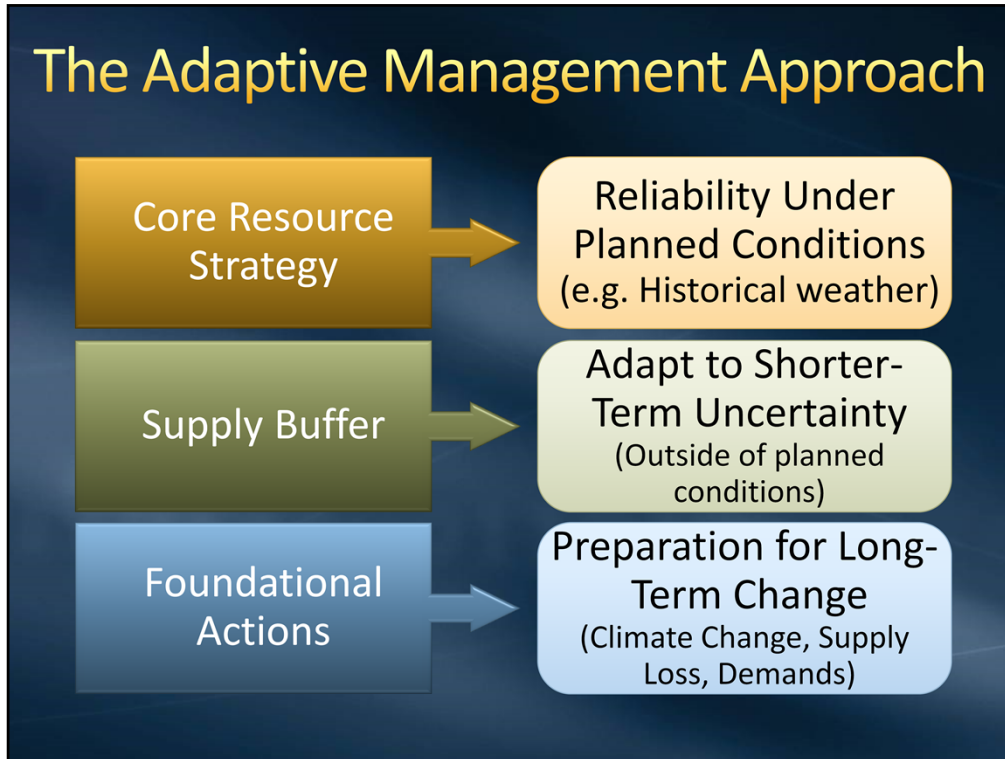 The Adaptive Management Approach
Core Resource
Strategy
Reliability Under
Planned Conditions
(e.g. Historical weather)
Supply Buffer
Adapt to Shorter-
Term Uncertainty
(Outside of planned
conditions)
Foundational
Actions
Preparation for Long-
Term Change
(Climate Change, Supply
Loss, Demands)